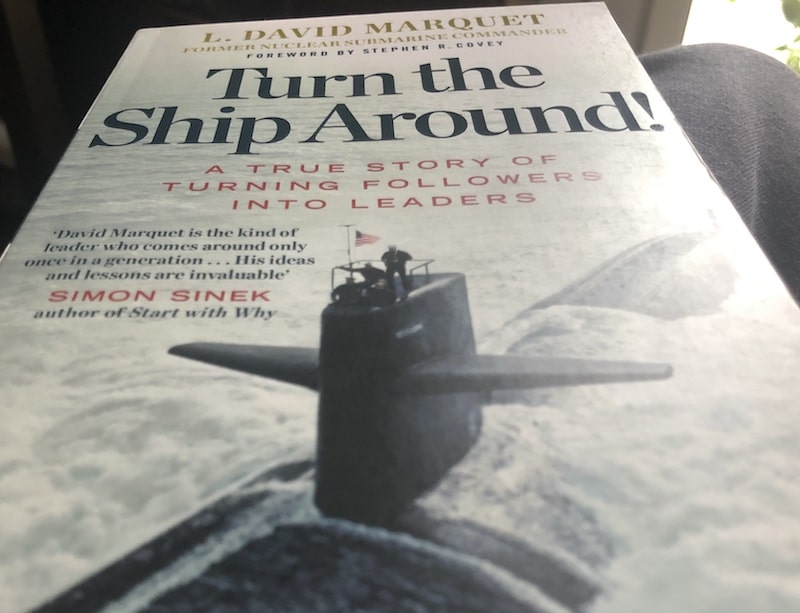 L. DAVID MARQUET
FORMER NUCLEAR SUBMARINE COMMANDER
FOREWORD BY STEPHEN R. COVEY
Turn the
Ship Around!
A TRUE STORY OF
TURNING FOLLOWERS
INTO LEADERS
‘David Marquet is the kind of
leader who comes around only
once in a generation . . . His ideas
and lessons are invaluable’
SIMON SINEK
author of Start with Why